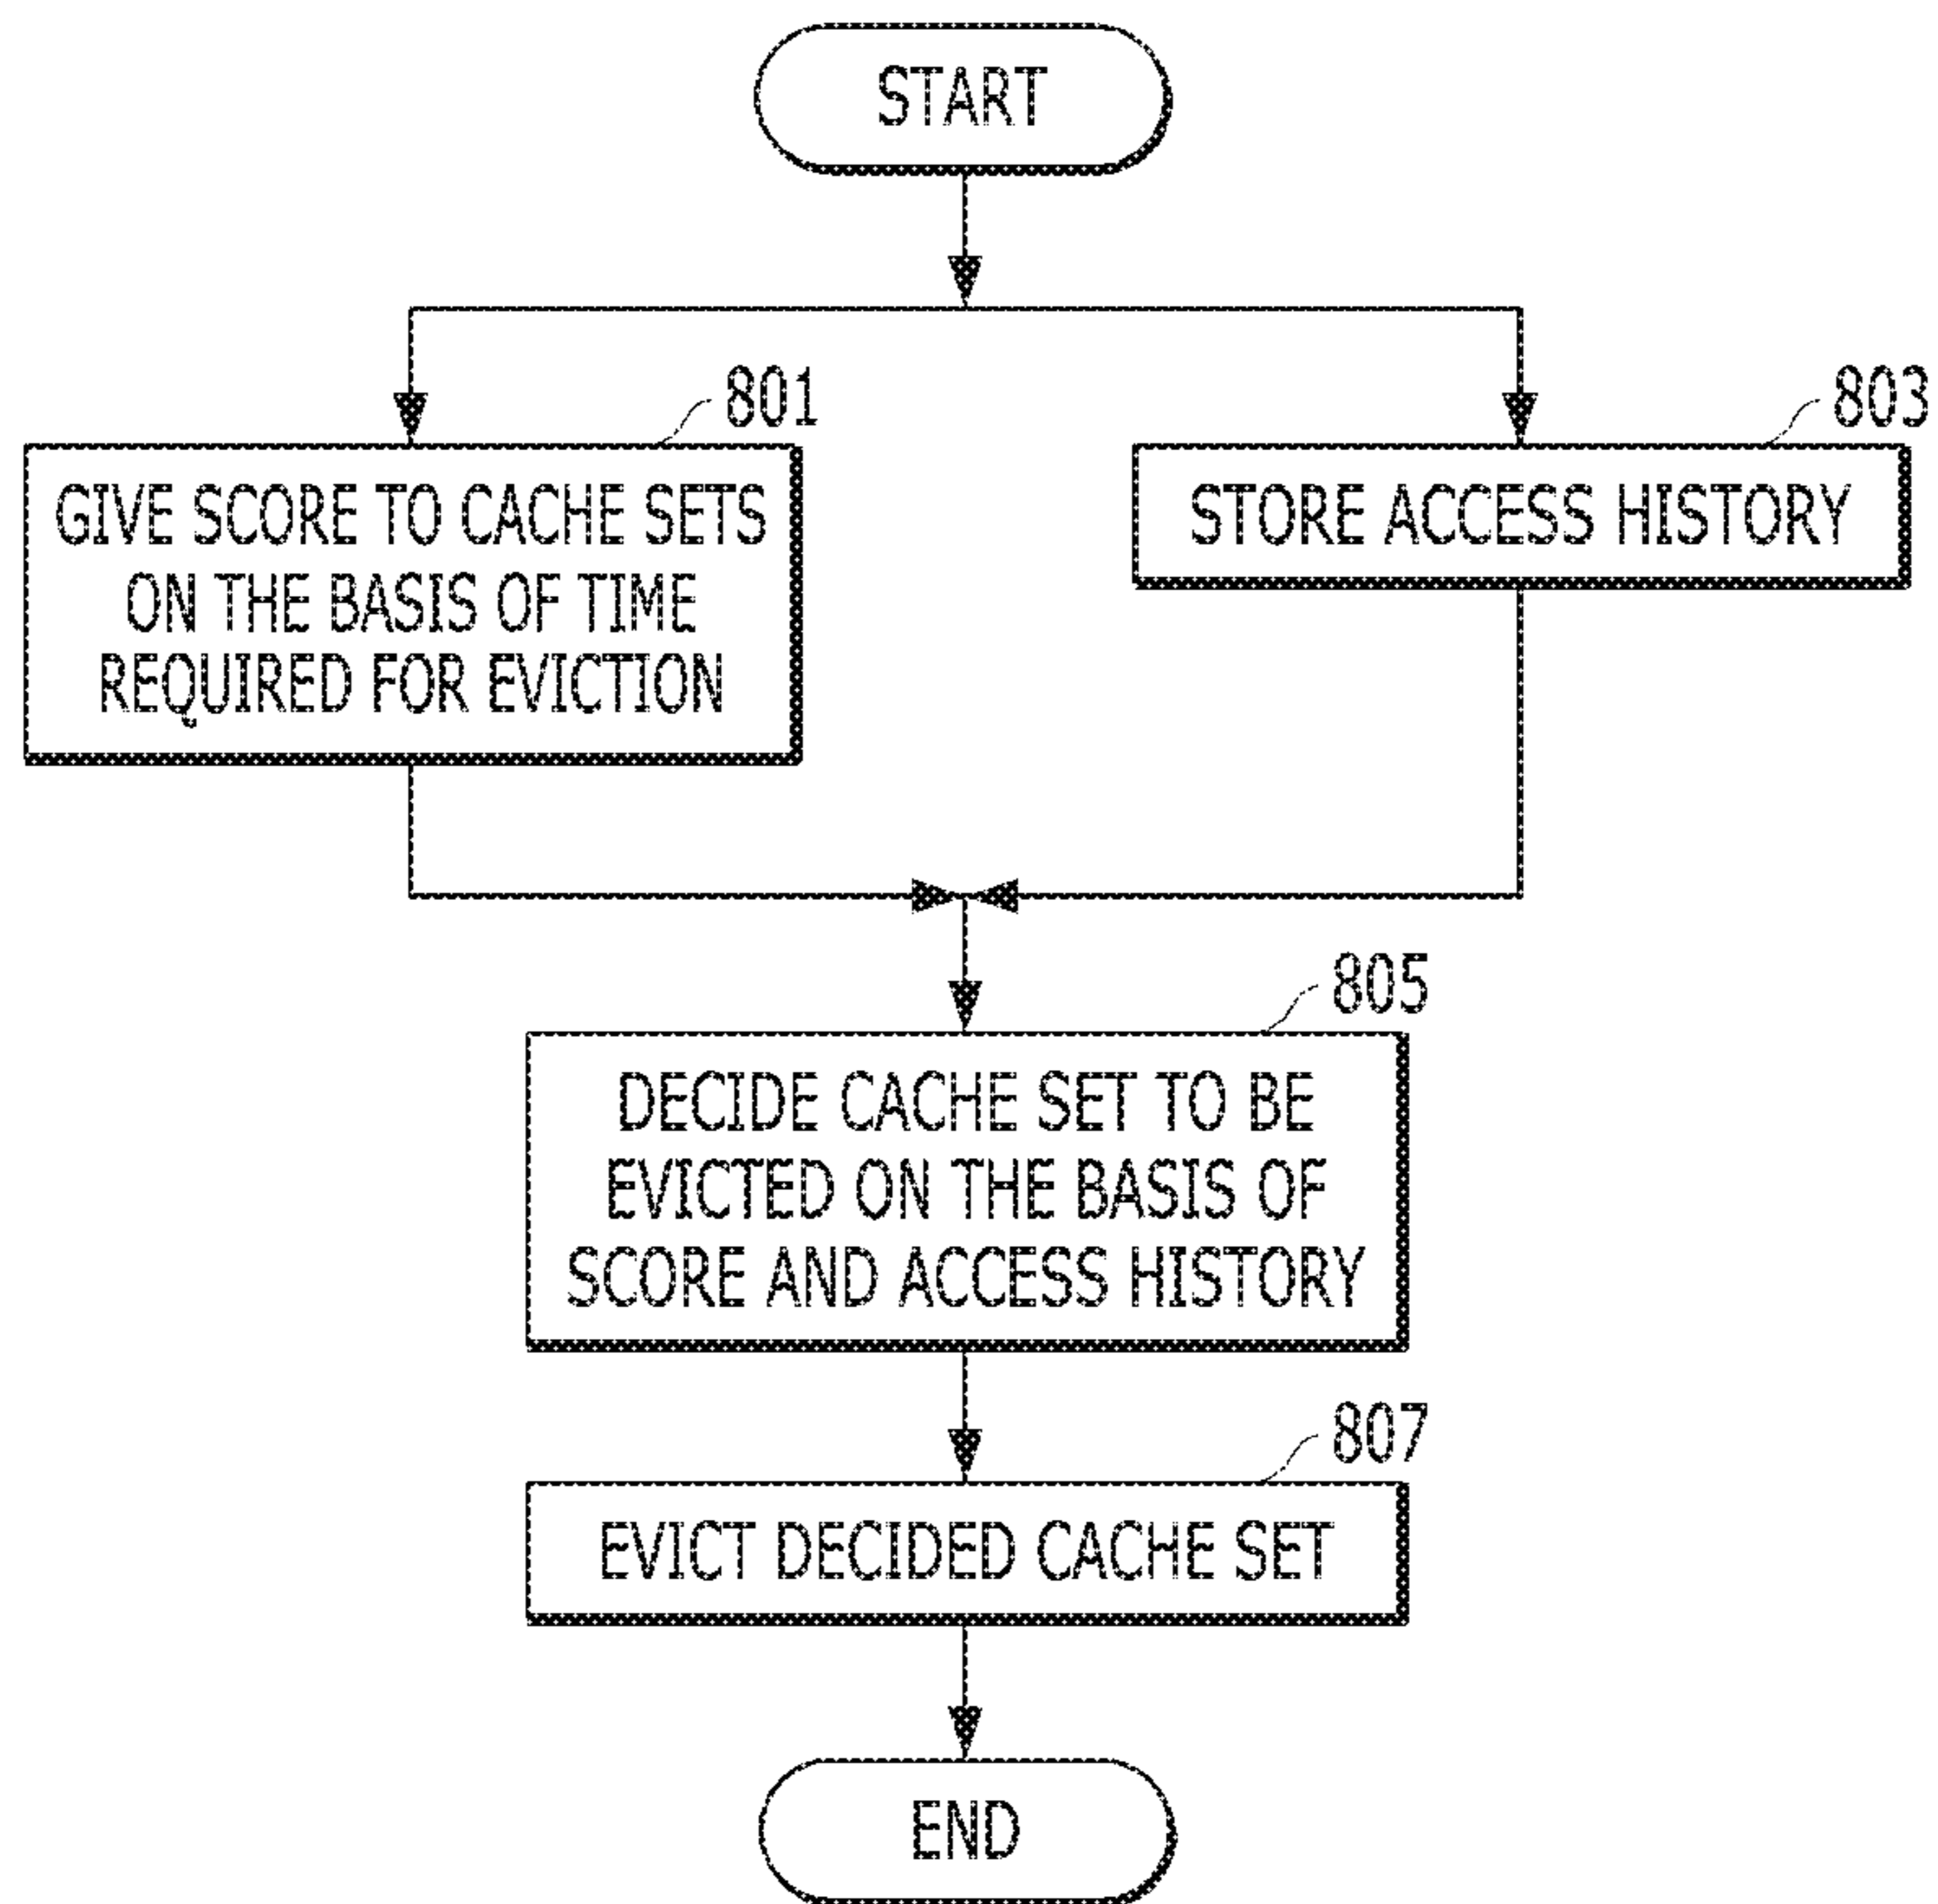 START
801
GIVE SCORE TO CACHE SETS
ON THE BASIS OF TIME
REQUIRED FOR EVICTION
803
STORE ACCESS HISTORY
805
DECIDE CACHE SET TO BE
EVICTED ON THE BASIS OF
SCORE AND ACCESS HISTORY
807
EVICT DECIDED CACHE SET
END